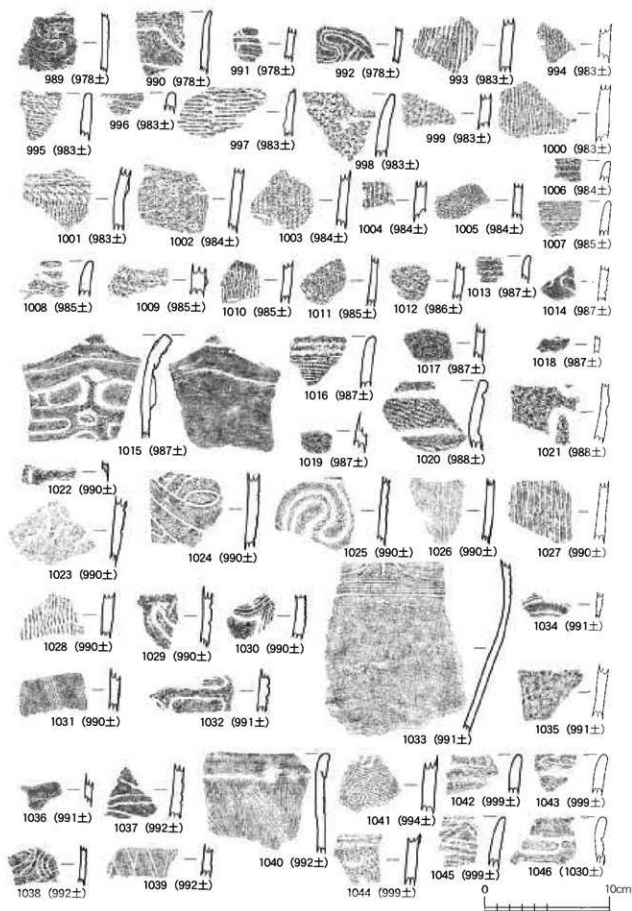 989 (978土) 990 (978土) 991 (978土) 992 (978土) 993 (983土) 994 (983土)
995 (983土) 996 (983土) 997 (983土) 998 (983土) 999 (983土) 1000 (983土)
1006 (984土)
1001 (983土) 1002 (984土) 1003 (984土) 1004 (984土) 1005 (984土) 1007 (985土)
1008 (985土) 1009 (985土) 1010 (985土) 1011 (985土) 1012 (986土) 1013 (987土) 1014 (987土)
1015 (987土) 1016 (987土) 1017 (987土) 1018 (987土)
1019 (987土) 1020 (988土) 1021 (988土)
1022 (990土)
1023 (990土) 1024 (990土) 1025 (990土) 1026 (990土) 1027 (990土)
1028 (990土) 1029 (990土) 1030 (990土) 1034 (991土)
1031 (990土) 1032 (991土) 1033 (991土) 1035 (991土)
1036 (991土) 1037 (992土) 1040 (992土) 1041 (994土) 1042 (999土) 1043 (999土)
1038 (992土) 1039 (992土) 1044 (999土) 1045 (999土) 1046 (1030土)
0 10cm